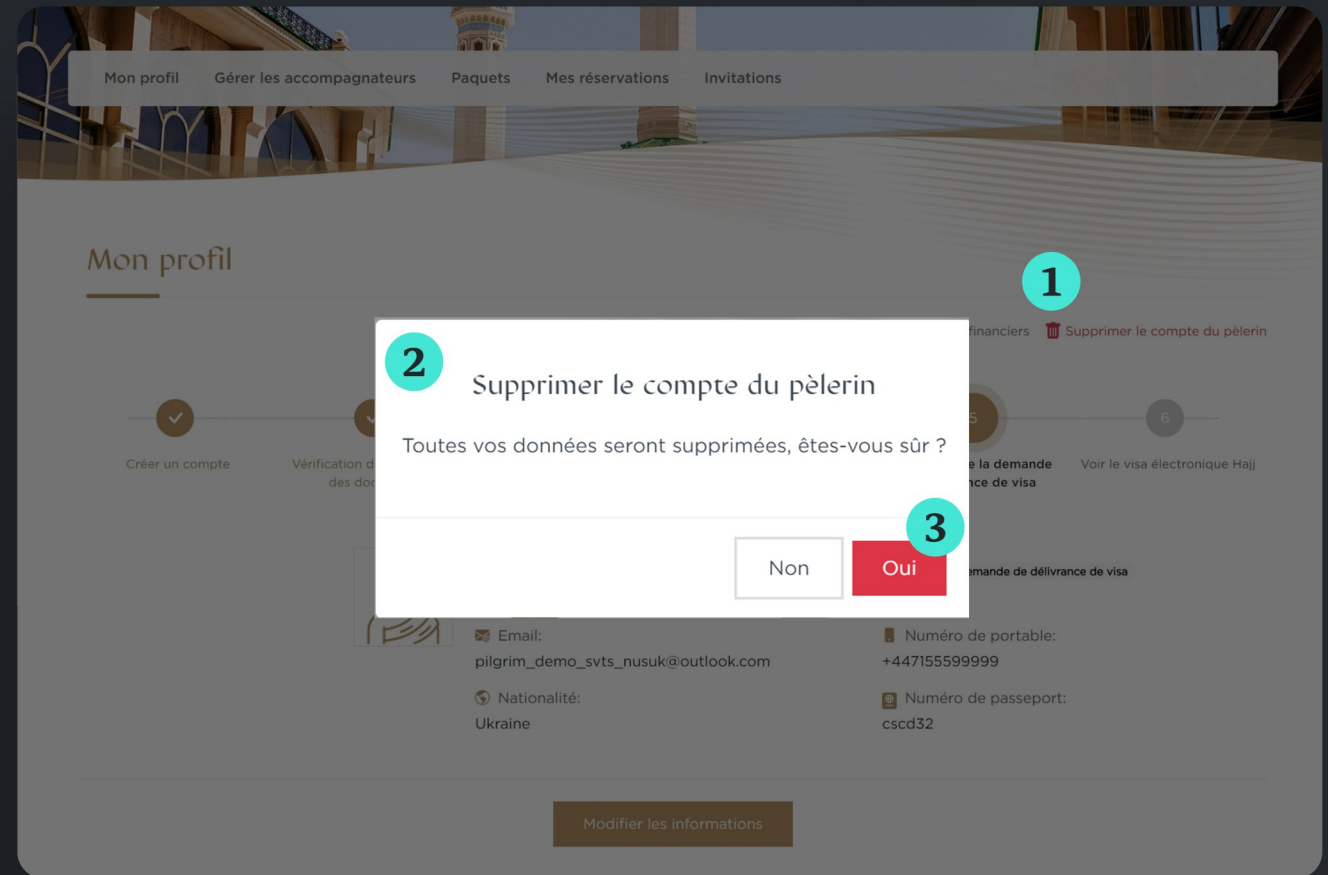 Mon profil Gérer les accompagnateurs Paquets Mes réservations Invitations
Mon profil
1
financiers Supprimer le compte du pèlerin
2
Supprimer le compte du pèlerin
Toutes vos données seront supprimées, êtes-vous sûr ?
3
Non Oui
5 6
Créer un compte Vérification la demande Voir le visa électronique Hajj
des de visa
de délivrance de visa
Email: Numéro de portable:
pilgrim_demo_svts_nusuk@outlook.com +447155599999
Nationalité: Numéro de passeport:
Ukraine cscd32
Modifier les informations